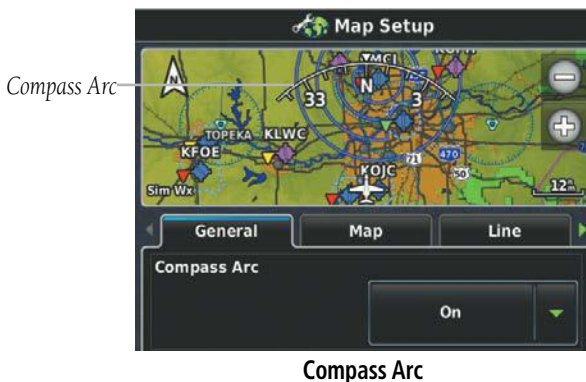 Map Setup
MCI
N
N
33
3
Compass Arc
TOPEKA
KLWC
KFOE
71
470
50
KOJC
Sim Wx
12nm
General
Map
Line
Compass Arc
On
Compass Arc